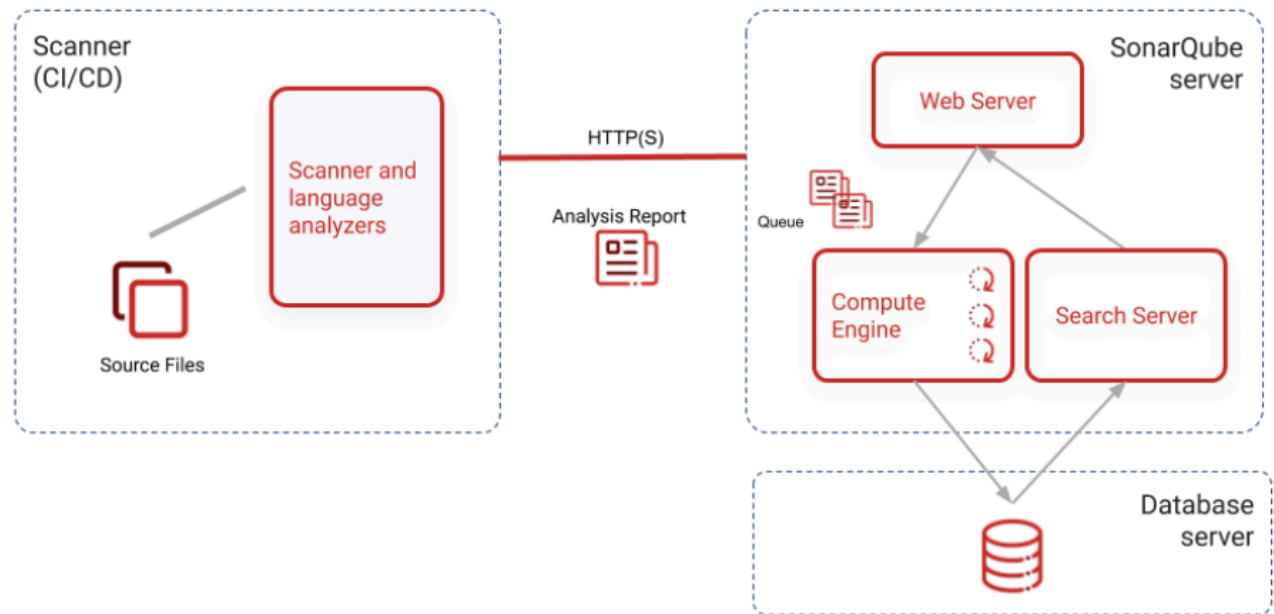 Scanner
(CI/CD)
Scanner and
language
analyzers
Source Files
HTTP(S)
Analysis Report
SonarQube
server
Web Server
Queue
Compute
Engine
Search Server
Database
server